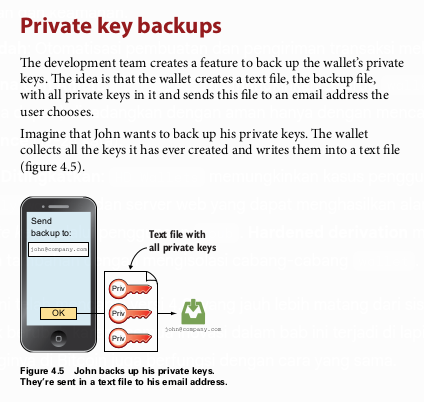 Private key backups
The development team creates a feature to back up the wallet's private
keys. The idea is that the wallet creates a text file, the backup file,
with all private keys in it and sends this file to an email address the
user chooses.
Imagine that John wants to back up his private keys. The wallet
collects all the keys it has ever created and writes them into a text file
(figure 4.5).
Send
backup to:
john@company.com
Text file with
all private keys
Priv
OK
Priv
Priv
john@company.com
Figure 4.5 John backs up his private keys.
They're sent in a text file to his email address.